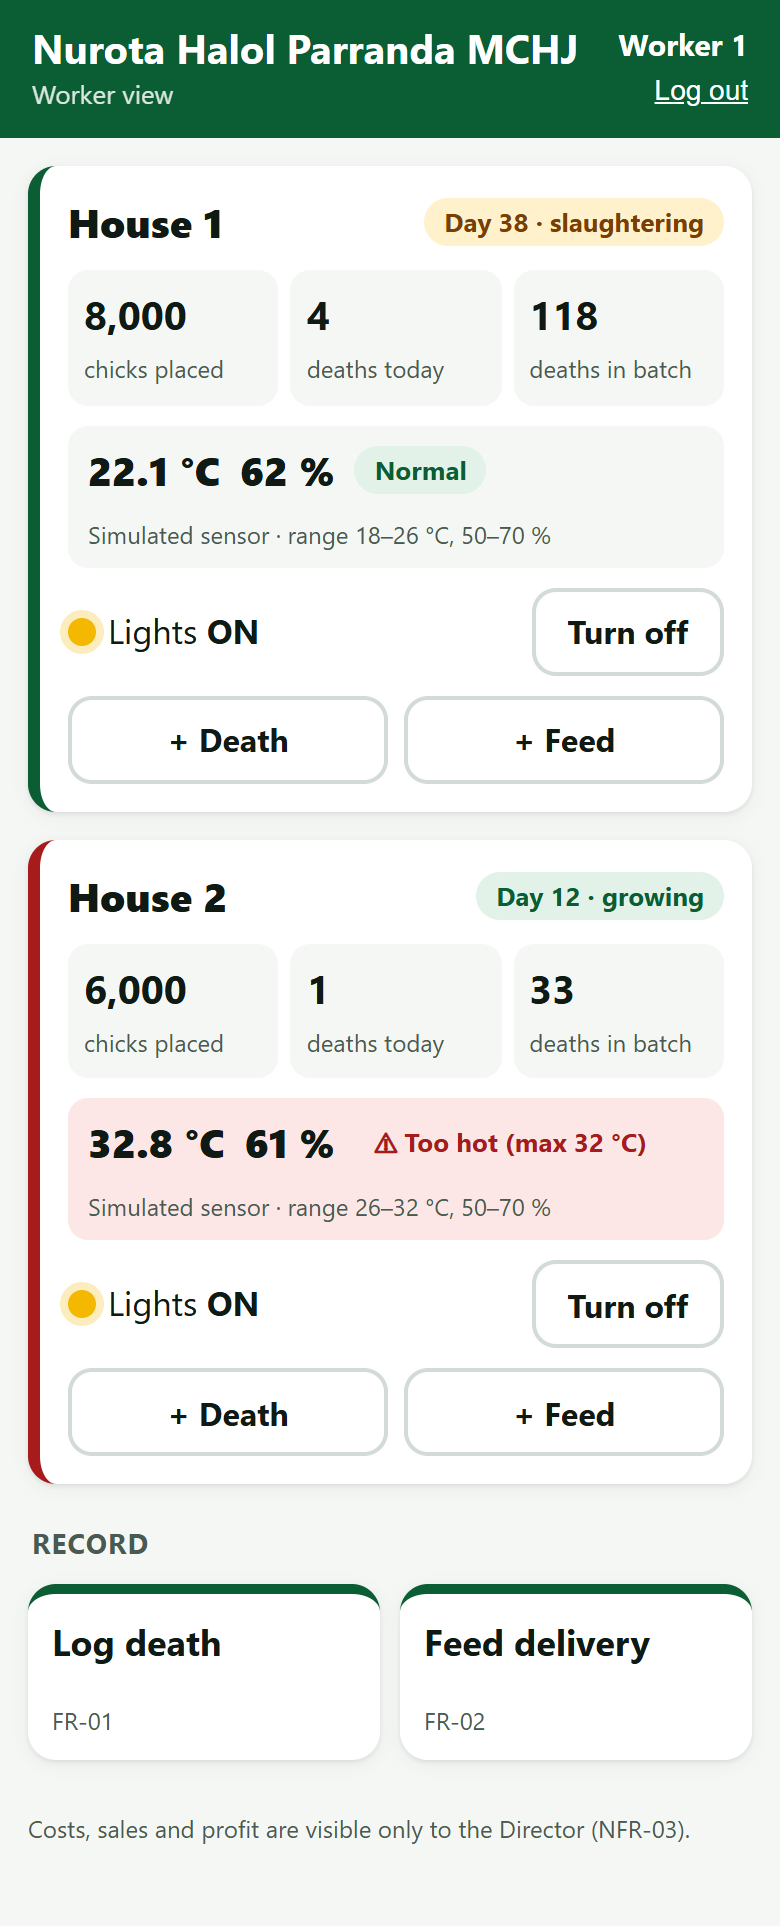 Nurota Halol Parranda MCHJ
Worker 1
Worker view
Log out
House 1
Day 38 · slaughtering
8,000
4
118
chicks placed
deaths today
deaths in batch
22.1 °C 62 % Normal
Simulated sensor · range 18–26 °C, 50–70 %
Lights ON
Turn off
+ Death
+ Feed
House 2
Day 12 · growing
6,000
1
33
chicks placed
deaths today
deaths in batch
32.8 °C 61 % ⚠ Too hot (max 32 °C)
Simulated sensor · range 26–32 °C, 50–70 %
Lights ON
Turn off
+ Death
+ Feed
RECORD
Log death
Feed delivery
FR-01
FR-02
Costs, sales and profit are visible only to the Director (NFR-03).